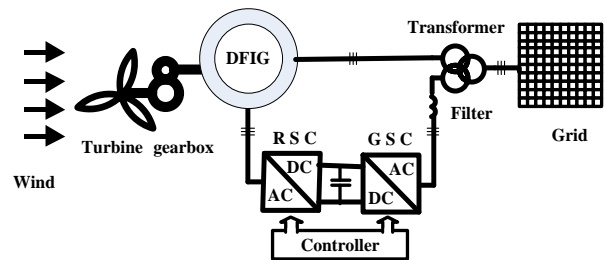 Transformer
DFIG
Filter
Grid
Turbine gearbox
Wind
R S C
G S C
DC
AC
AC
DC
Controller